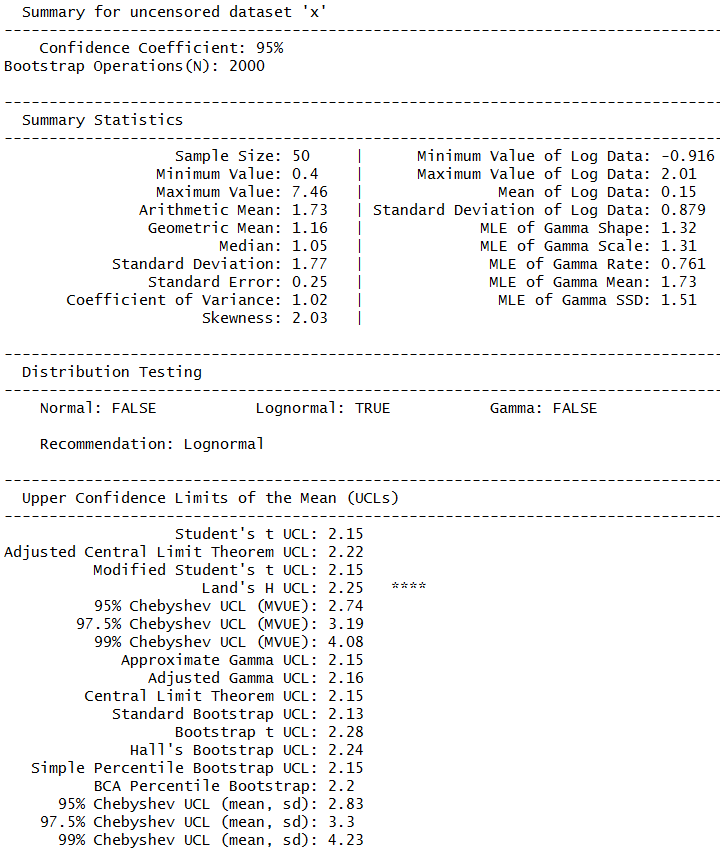 Summary for uncensored dataset 'x'
--------------------------------------------------------------------------------
Confidence Coefficient: 95%
Bootstrap Operations(N): 2000
--------------------------------------------------------------------------------
Summary Statistics
--------------------------------------------------------------------------------
Sample Size: 50 | Minimum Value of Log Data: -0.916
Minimum Value: 0.4 | Maximum Value of Log Data: 2.01
Maximum Value: 7.46 | Mean of Log Data: 0.15
Arithmetic Mean: 1.73 | Standard Deviation of Log Data: 0.879
Geometric Mean: 1.16 | MLE of Gamma Shape: 1.32
Median: 1.05 | MLE of Gamma Scale: 1.31
Standard Deviation: 1.77 | MLE of Gamma Rate: 0.761
Standard Error: 0.25 | MLE of Gamma Mean: 1.73
Coefficient of Variance: 1.02 | MLE of Gamma SSD: 1.51
Skewness: 2.03 |
--------------------------------------------------------------------------------
Distribution Testing
--------------------------------------------------------------------------------
Normal: FALSE Lognormal: TRUE Gamma: FALSE
Recommendation: Lognormal
--------------------------------------------------------------------------------
Upper Confidence Limits of the Mean (UCLs)
--------------------------------------------------------------------------------
Student's t UCL: 2.15
Adjusted Central Limit Theorem UCL: 2.22
Modified Student's t UCL: 2.15
Land's H UCL: 2.25 ****
95% Chebyshev UCL (MVUE): 2.74
97.5% Chebyshev UCL (MVUE): 3.19
99% Chebyshev UCL (MVUE): 4.08
Approximate Gamma UCL: 2.15
Adjusted Gamma UCL: 2.16
Central Limit Theorem UCL: 2.15
Standard Bootstrap UCL: 2.13
Bootstrap t UCL: 2.28
Hall's Bootstrap UCL: 2.24
Simple Percentile Bootstrap UCL: 2.15
BCA Percentile Bootstrap: 2.2
95% Chebyshev UCL (mean, sd): 2.83
97.5% Chebyshev UCL (mean, sd): 3.3
99% Chebyshev UCL (mean, sd): 4.23